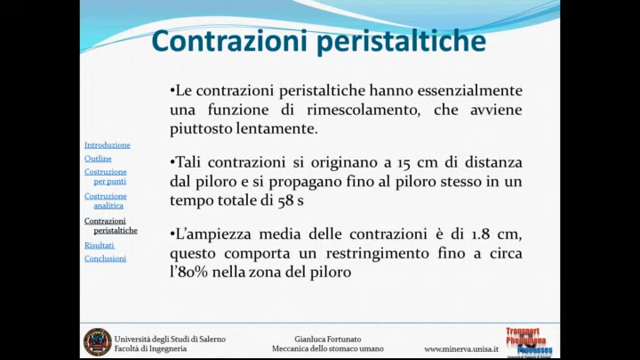 Contrazioni peristaltiche
•Le contrazioni peristaltiche hanno essenzialmente
una funzione di rimescolamento, che avviene
piuttosto lentamente.
•Tali contrazioni si originano a 15 cm di distanza
dal piloro e si propagano fino al piloro stesso in un
tempo totale di 58 s
•L'ampiezza media delle contrazioni è di 1.8 cm,
questo comporta un restringimento fino a circa
l'80% nella zona del piloro
Introduzione
Outline
Costruzione
per punti
Costruzione
analitica
Contrazioni
peristaltiche
Risultati
Conclusioni
Università degli Studi di Salerno
Facoltà di Ingegneria
Gianluca Fortunato
Meccanica dello stomaco umano
www.minerva.unisa.it
Transport
Phenomena
Processes